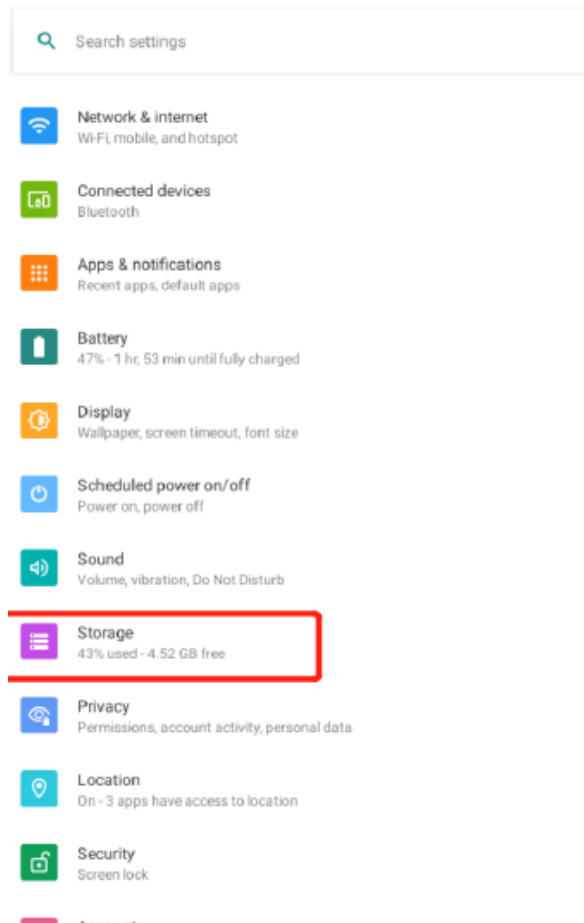 Search settings
Network & internet
Wi-Fi, mobile, and hotspot
Connected devices
Bluetooth
Apps & notifications
Recent apps, default apps
Battery
47% - 1 hr, 53 min until fully charged
Display
Wallpaper, screen timeout, font size
Scheduled power on/off
Power on, power off
Sound
Volume, vibration, Do Not Disturb
Storage
43% used - 4.52 GB free
Privacy
Permissions, account activity, personal data
Location
On - 3 apps have access to location
Security
Screen lock